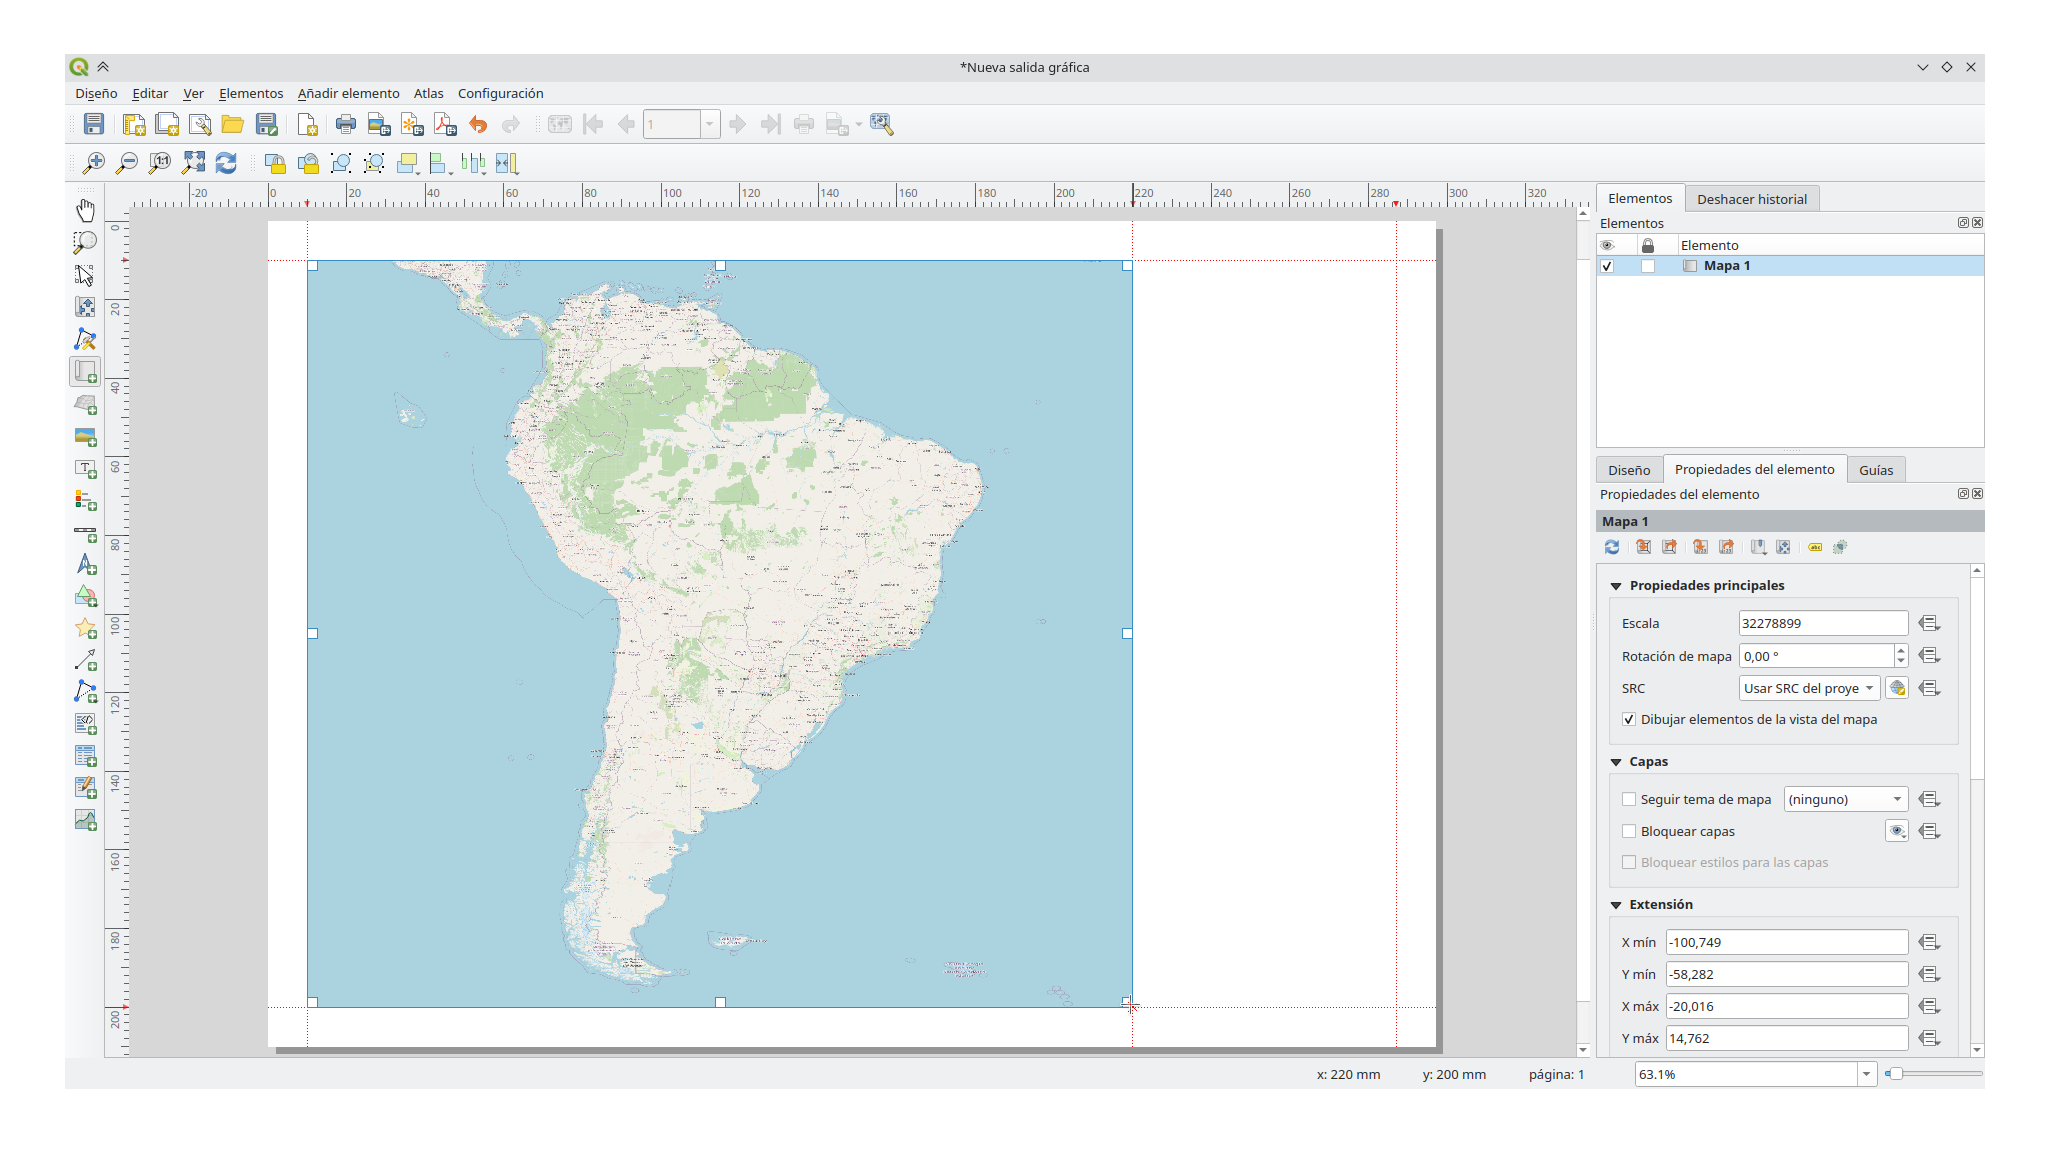 *Nueva salida gráfica
Diseño Editar Ver Elementos Añadir elemento Atlas Configuración
1
1:1
-20 0 20 40 60 80 100 120 140 160 180 200 220 240 260 280 300 320
0
20
40
60
80
100
120
140
160
180
200
Elementos Deshacer historial
Elementos
Elemento
Mapa 1
Diseño Propiedades del elemento Guías
Propiedades del elemento
Mapa 1
abc
Propiedades principales
Escala 32278899
Rotación de mapa 0,00 °
SRC Usar SRC del proye
Dibujar elementos de la vista del mapa
Capas
Seguir tema de mapa (ninguno)
Bloquear capas
Bloquear estilos para las capas
Extensión
X mín -100,749
Y mín -58,282
X máx -20,016
Y máx 14,762
x: 220 mm y: 200 mm página: 1 63.1%